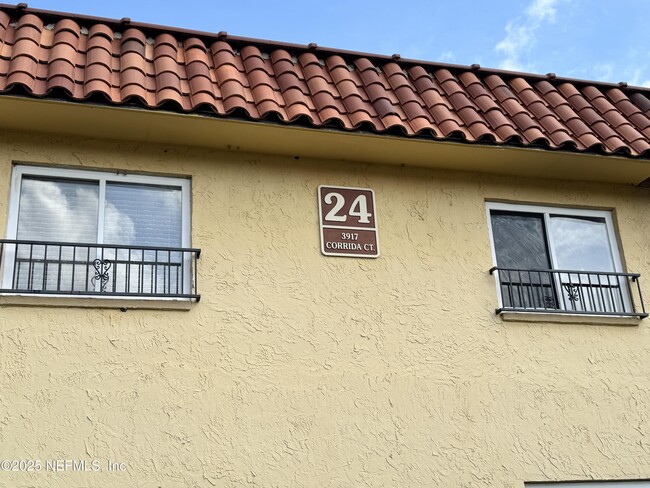 24
3917
CORRIDA CT.
©2025 NEFMLS, Inc